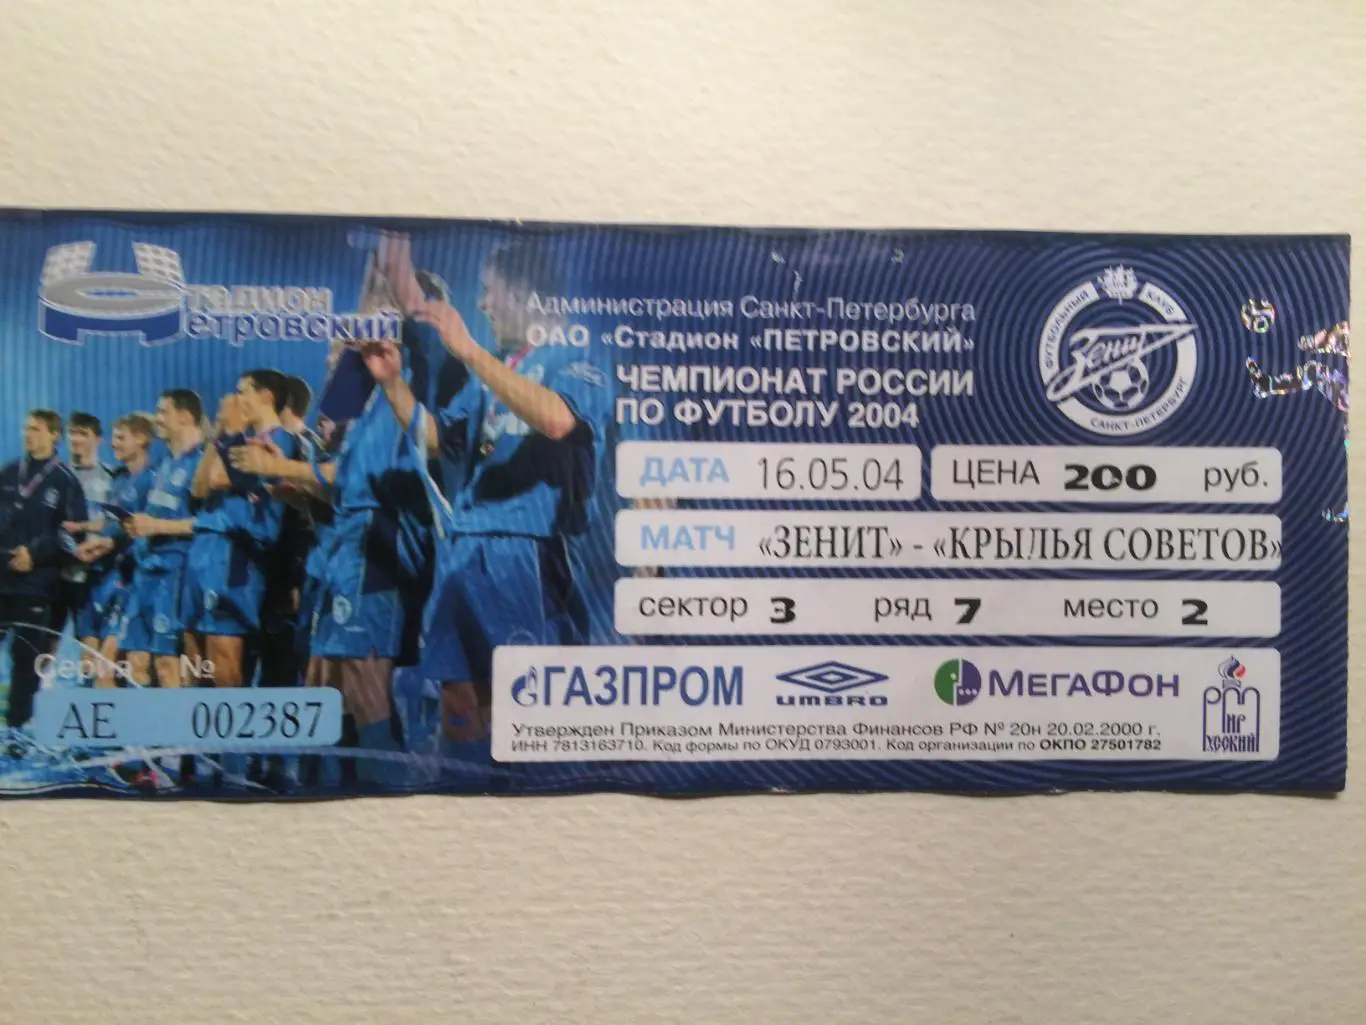 Стадион
Петровский
Администрация Санкт-Петербурга
ОАО «Стадион «ПЕТРОВСКИЙ»
ЧЕМПИОНАТ РОССИИ
ПО ФУТБОЛУ 2004
ФУТБОЛЬНЫЙ КЛУБ
Зенит
САНКТ-ПЕТЕРБУРГ
ДАТА 16.05.04 ЦЕНА 200 руб.
МАТЧ «ЗЕНИТ» - «КРЫЛЬЯ СОВЕТОВ»
сектор 3 ряд 7 место 2
Серия №
АЕ 002387
ГАЗПРОМ UMBRO МЕГАФОН
Утвержден Приказом Министерства Финансов РФ № 20н 20.02.2000 г.
ИНН 7813163710. Код формы по ОКУД 0793001. Код организации по ОКПО 27501782
РУССКИЙ МИР